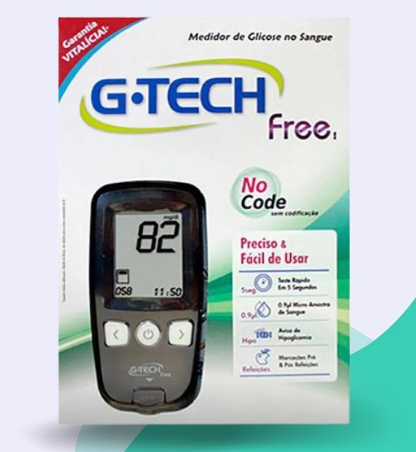 Garantia
VITALÍCIA!*
Medidor de Glicose no Sangue
G·TECH
free1
No
Code
sem codificação
Preciso &
Fácil de Usar
5seg
Teste Rápido
Em 5 Segundos
0.9μl
0.9μl Micro Amostra
de Sangue
Hipo
Aviso de
Hipoglicemia
Refeições
Marcações Pré
& Pós Refeições
mg/dL
82
058 11:50
G·TECH
free